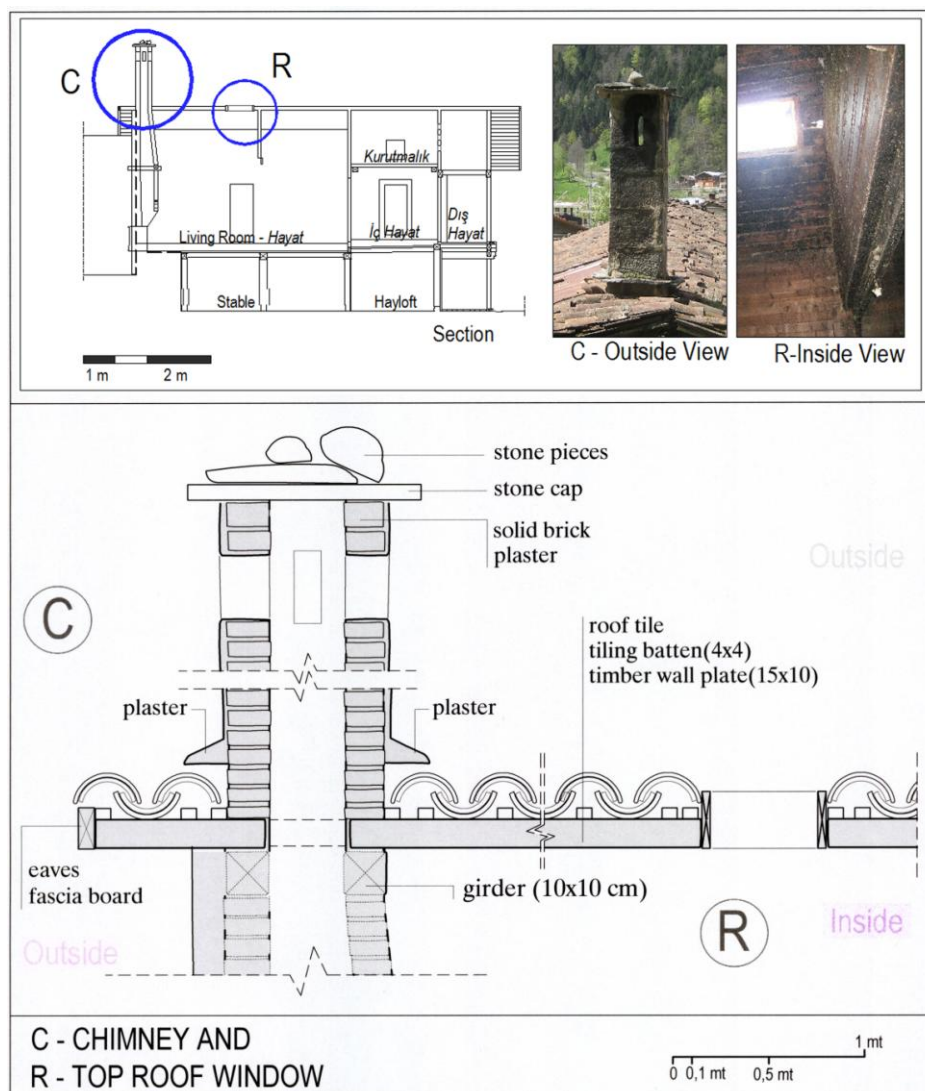 C
R
Kurutmalık
Living Room - Hayat
İç Hayat
Dış
Hayat
Stable
Hayloft
Section
1 m
2 m
C - Outside View
R-Inside View
stone pieces
stone cap
solid brick
plaster
Outside
C
roof tile
tiling batten(4x4)
timber wall plate(15x10)
plaster
plaster
eaves
fascia board
girder (10x10 cm)
Outside
R
Inside
C - CHIMNEY AND
R - TOP ROOF WINDOW
1 mt
0 0,1 mt 0,5 mt